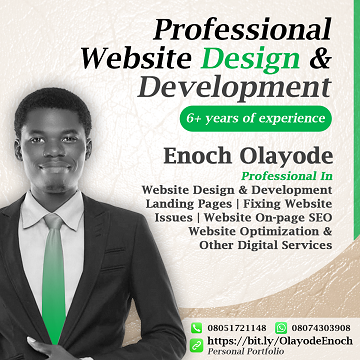 Professional
Website Design &
Development
6+ years of experience
Enoch Olayode
Professional In
Website Design & Development
Landing Pages | Fixing Website
Issues | Website On-page SEO
Website Optimization &
Other Digital Services
08051721148 08074303908
https://bit.ly/OlayodeEnoch
Personal Portfolio